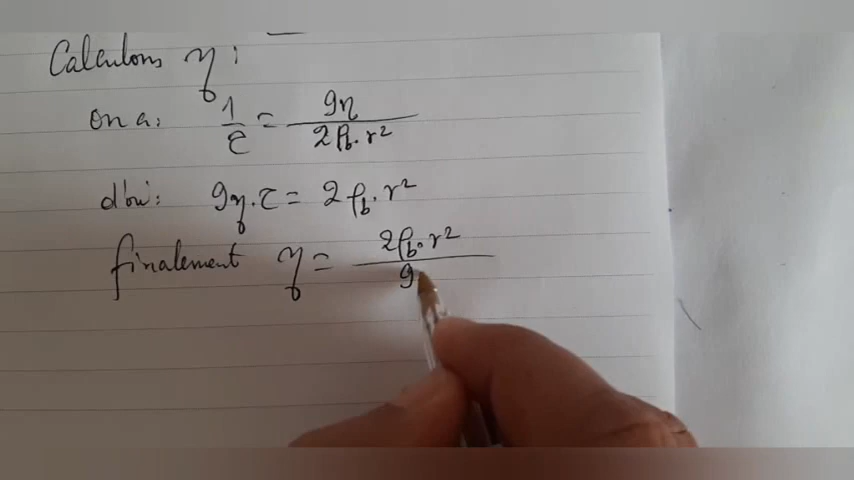 Calculons η :
on a : 1/τ = 9η / 2ρb · r²
d'où : 9η · τ = 2ρb · r²
finalement η = 2ρb · r² / 9